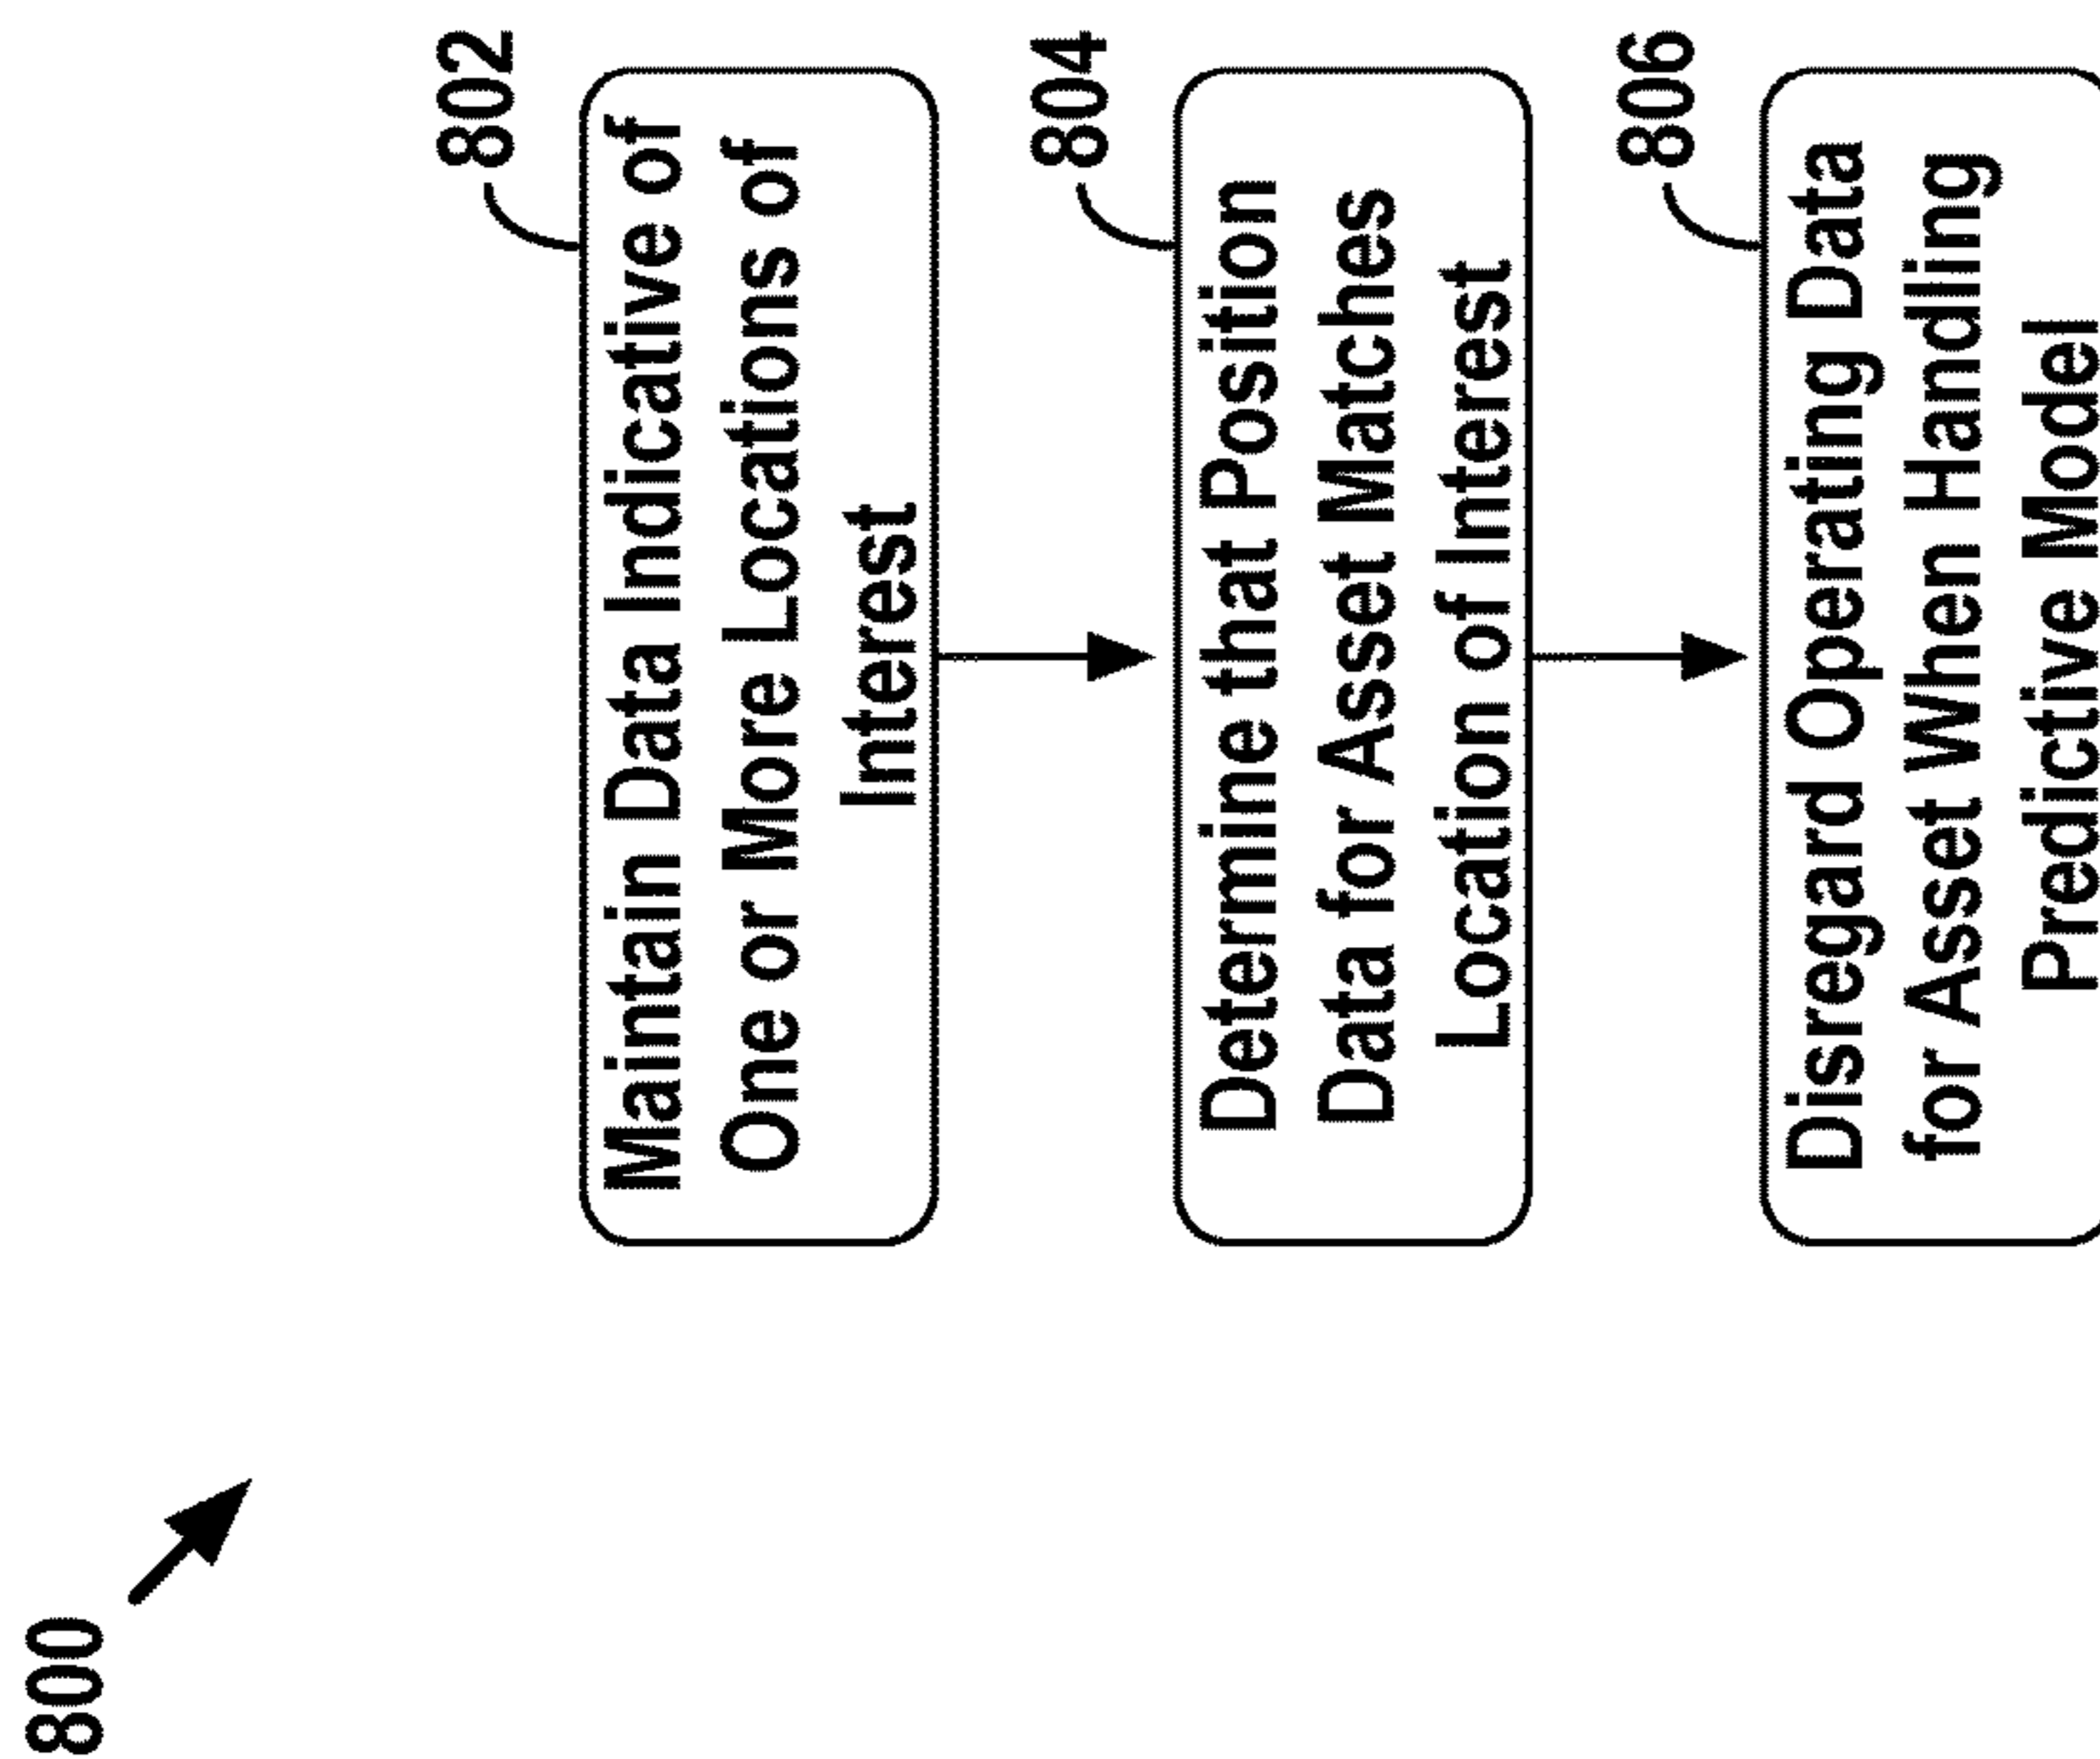 800
802
Maintain Data Indicative of
One or More Locations of
Interest
804
Determine that Position
Data for Asset Matches
Location of Interest
806
Disregard Operating Data
for Asset When Handling
Predictive Model